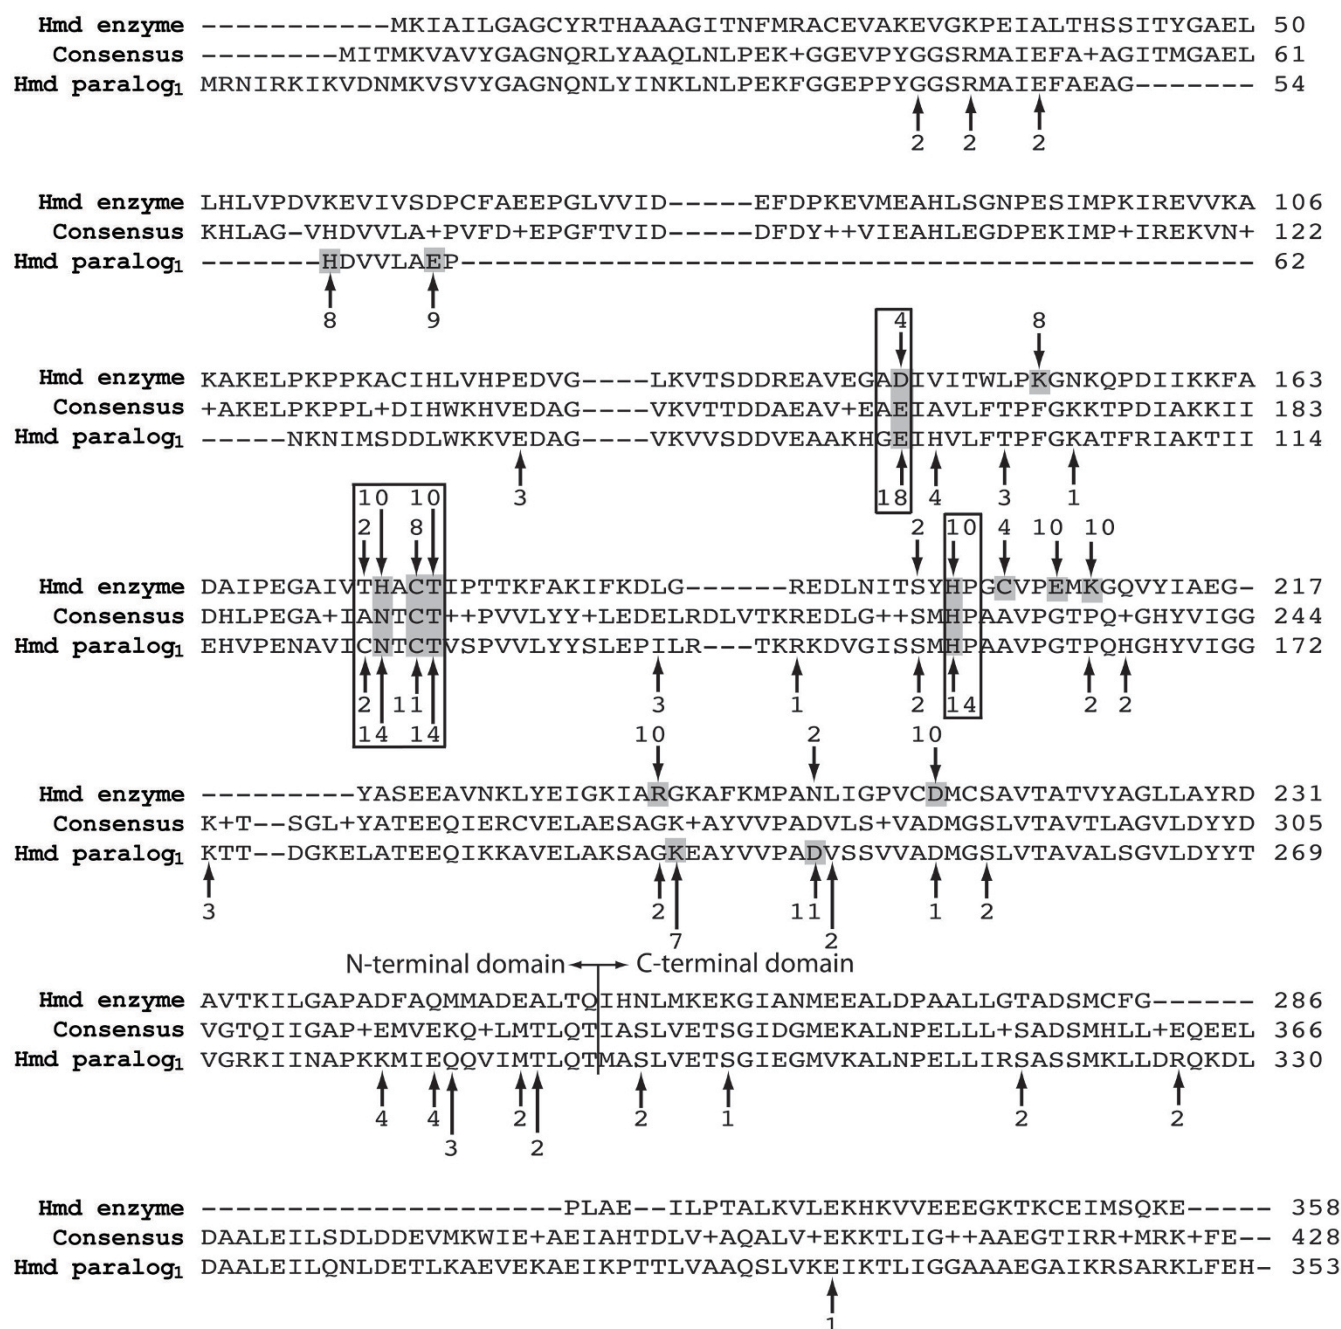 Hmd enzyme -----------MKIAILGAGCYRTHAAAGITNFMRACEVAKEVGKPEIALTHSSITYGAEL 50
Consensus --------MITMKVAVYGAGNQRLYAAQLNLPEK+GGEVPYGGSRMAIEFA+AGITMGAEL 61
Hmd paralog1 MRNIRKIKVDNMKVSVYGAGNQNLYINKLNLPEKFGGEPPYGGSRMAIEFAEAG------- 54
2 2 2
Hmd enzyme LHLVPDVKEVIVSDPCFAEEPGLVVID-----EFDPKEVMEAHLSGNPESIMPKIREVVKA 106
Consensus KHLAG-VHDVVLA+PVFD+EPGFTVID-----DFDY++VIEAHLEGDPEKIMP+IREKVN+ 122
Hmd paralog1 -------HDVVLAEP---------------------------------------------- 62
8 9
4 8
Hmd enzyme KAKELPKPPKACIHLVHPEDVG----LKVTSDDREAVEGADIVITWLPKGNKQPDIIKKFA 163
Consensus +AKELPKPPL+DIHWKHVEDAG----VKVTTDDAEAV+EAEIAVLFTPFGKKTPDIAKKII 183
Hmd paralog1 -----NKNIMSDDLWKKVEDAG----VKVVSDDVEAAKHGEIHVLFTPFGKATFRIAKTII 114
3 18 4 3 1
10 10
2 8 2 10 4 10 10
Hmd enzyme DAIPEGAIVTHACTIPTTKFAKIFKDLG------REDLNITSYHPGCVPEMKGQVYIAEG- 217
Consensus DHLPEGA+IANTCT++PVVLYY+LEDELRDLVTKREDLG++SMHPAAVPGTPQ+GHYVIGG 244
Hmd paralog1 EHVPENAVICNTCTVSPVVLYYSLEPILR---TKRKDVGISSMHPAAVPGTPQHGHYVIGG 172
2 11 3 1 2 14 2 2
14 14
10 2 10
Hmd enzyme ---------YASEEAVNKLYEIGKIARGKAFKMPANLIGPVCDMCSAVTATVYAGLLAYRD 231
Consensus K+T--SGL+YATEEQIERCVELAESAGK+AYVVPADVLS+VADMGSLVTAVTLAGVLDYYD 305
Hmd paralog1 KTT--DGKELATEEQIKKAVELAKSAGKEAYVVPADVSSVVADMGSLVTAVALSGVLDYYT 269
3 2 11 1 2
7 2
N-terminal domain C-terminal domain
Hmd enzyme AVTKILGAPADFAQMMADEALTQIHNLMKEKGIANMEEALDPAALLGTADSMCFG------ 286
Consensus VGTQIIGAP+EMVEKQ+LMTLQTIASLVETSGIDGMEKALNPELLL+SADSMHLL+EQEEL 366
Hmd paralog1 VGRKIINAPKKMIEQQVIMTLQTMASLVETSGIEGMVKALNPELLIRSASSMKLLDRQKDL 330
4 4 2 2 1 2 2
3 2
Hmd enzyme ---------------------PLAE--ILPTALKVLEKHKVVEEEGKTKCEIMSQKE----- 358
Consensus DAALEILSDLDDEVMKWIE+AEIAHTDLV+AQALV+EKKTLIG++AAEGTIRR+MRK+FE-- 428
Hmd paralog1 DAALEILQNLDETLKAEVEKAEIKPTTLVAAQSLVKEIKTLIGGAAAEGAIKRSARKLFEH- 353
1